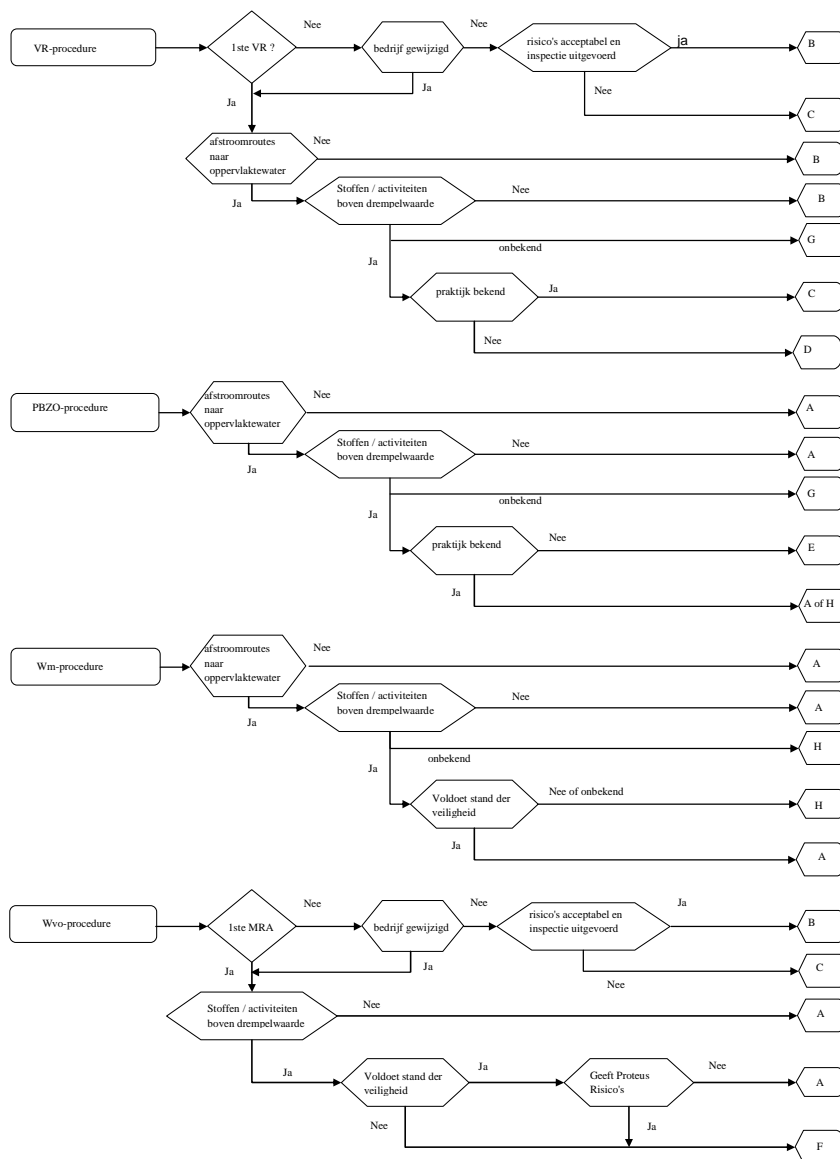 VR-procedure
1ste VR ?
Nee
bedrijf gewijzigd
Nee
risico's acceptabel en
inspectie uitgevoerd
ja
B
Ja
Ja
Nee
C
afstroomroutes
naar
oppervlaktewater
Nee
B
Ja
Stoffen / activiteiten
boven drempelwaarde
Nee
B
onbekend
G
Ja
praktijk bekend
Ja
C
Nee
D
PBZO-procedure
afstroomroutes
naar
oppervlaktewater
Nee
A
Ja
Stoffen / activiteiten
boven drempelwaarde
Nee
A
onbekend
G
Ja
praktijk bekend
Nee
E
Ja
A of H
Wm-procedure
afstroomroutes
naar
oppervlaktewater
Nee
A
Ja
Stoffen / activiteiten
boven drempelwaarde
Nee
A
onbekend
H
Ja
Voldoet stand der
veiligheid
Nee of onbekend
H
Ja
A
Wvo-procedure
1ste MRA
Nee
bedrijf gewijzigd
Nee
risico's acceptabel en
inspectie uitgevoerd
Ja
B
Ja
Ja
Nee
C
Stoffen / activiteiten
boven drempelwaarde
Nee
A
Ja
Voldoet stand der
veiligheid
Ja
Geeft Proteus
Risico's
Nee
A
Nee
Ja
F